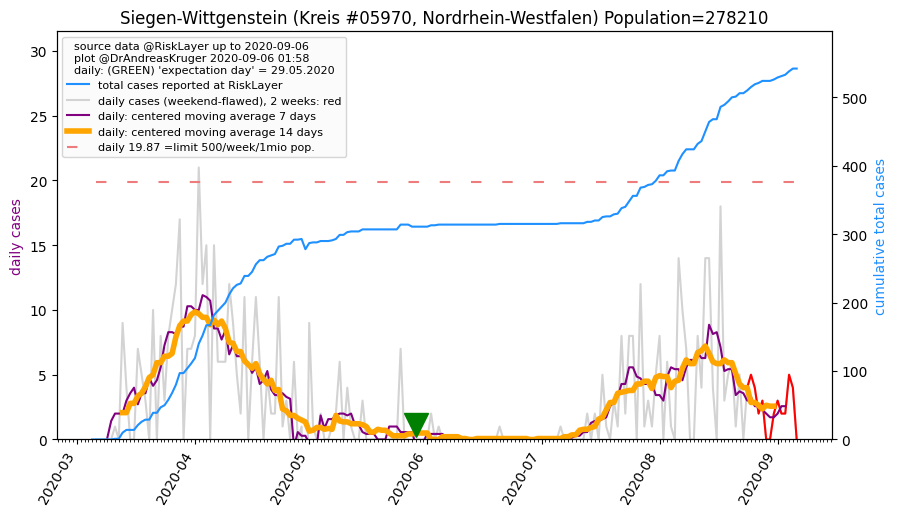 Siegen-Wittgenstein (Kreis #05970, Nordrhein-Westfalen) Population=278210
source data @RiskLayer up to 2020-09-06
plot @DrAndreasKruger 2020-09-06 01:58
daily: (GREEN) 'expectation day' = 29.05.2020
total cases reported at RiskLayer
daily cases (weekend-flawed), 2 weeks: red
daily: centered moving average 7 days
daily: centered moving average 14 days
daily 19.87 =limit 500/week/1mio pop.
daily cases
30
25
20
15
10
5
0
cumulative total cases
500
400
300
200
100
0
2020-03
2020-04
2020-05
2020-06
2020-07
2020-08
2020-09